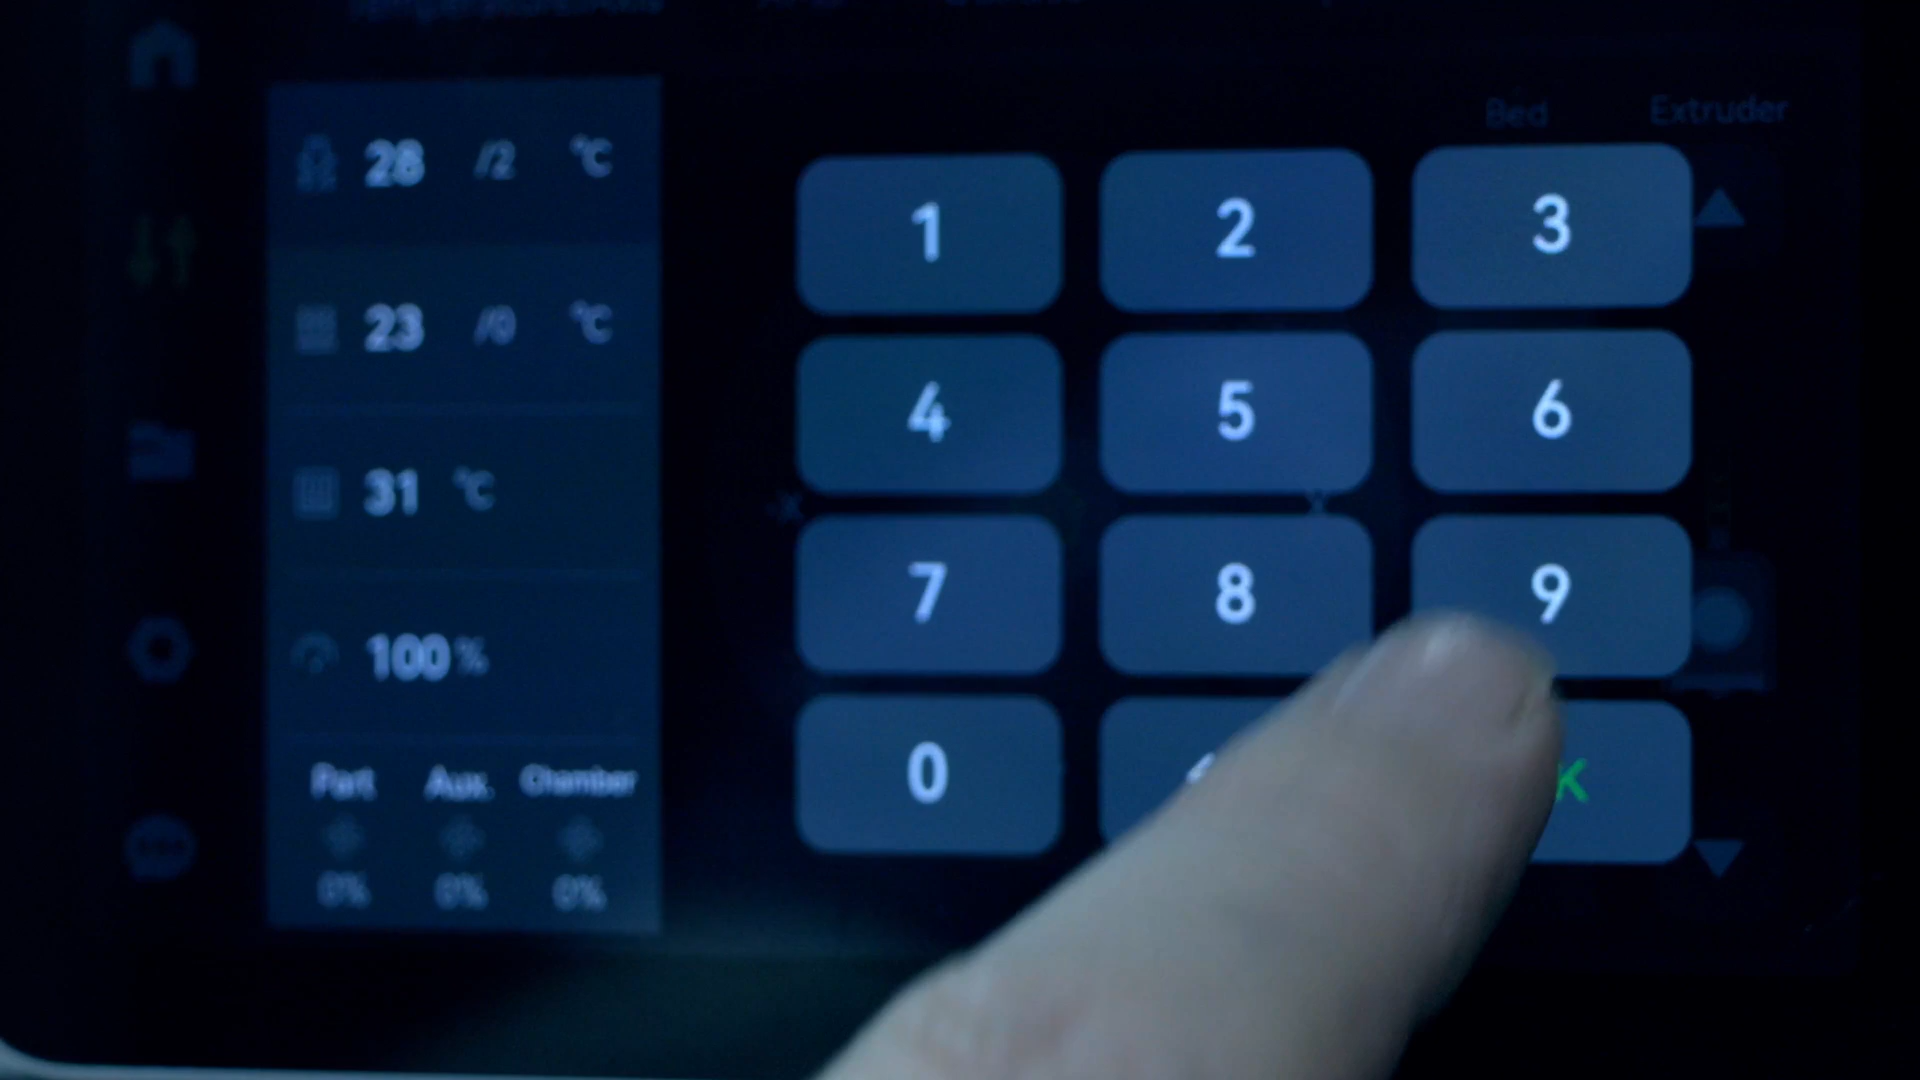 Bed Extruder
28 /2 °C
1 2 3
23 /0 °C
4 5 6
31 °C
-X X
7 8 9
100%
0 K
Part Aux. Chamber
0% 0% 0%